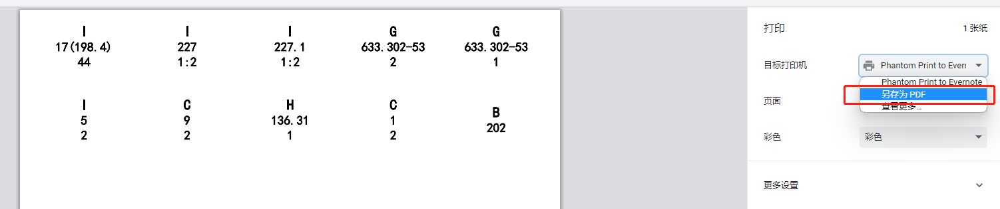 I I I G G
17(198.4) 227 227.1 633.302-53 633.302-53
44 1:2 1:2 2 1
I C H C B
5 9 136.31 1 202
2 2 1 2
打印 1 张纸
目标打印机 Phantom Print to Evern
Phantom Print to Evernote
另存为 PDF
查看更多...
页面
彩色 彩色
更多设置